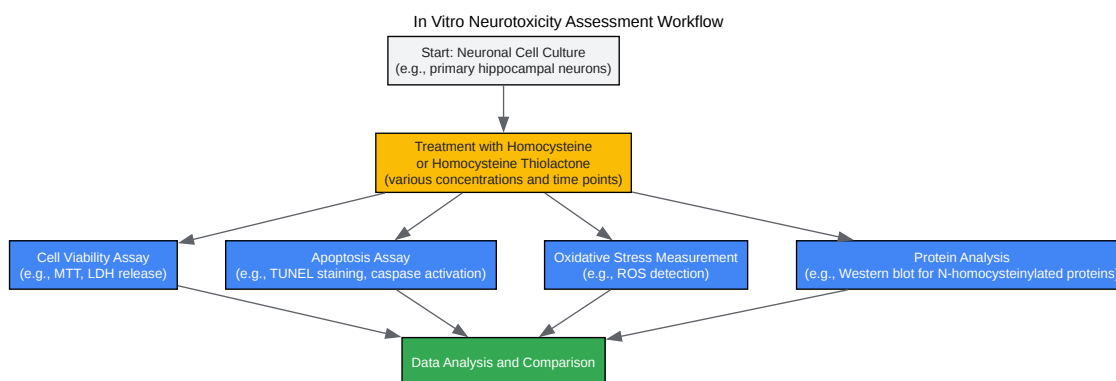 In Vitro Neurotoxicity Assessment Workflow
Start: Neuronal Cell Culture
(e.g., primary hippocampal neurons)
Treatment with Homocysteine
or Homocysteine Thiolactone
(various concentrations and time points)
Cell Viability Assay
(e.g., MTT, LDH release)
Apoptosis Assay
(e.g., TUNEL staining, caspase activation)
Oxidative Stress Measurement
(e.g., ROS detection)
Protein Analysis
(e.g., Western blot for N-homocysteinylated proteins)
Data Analysis and Comparison